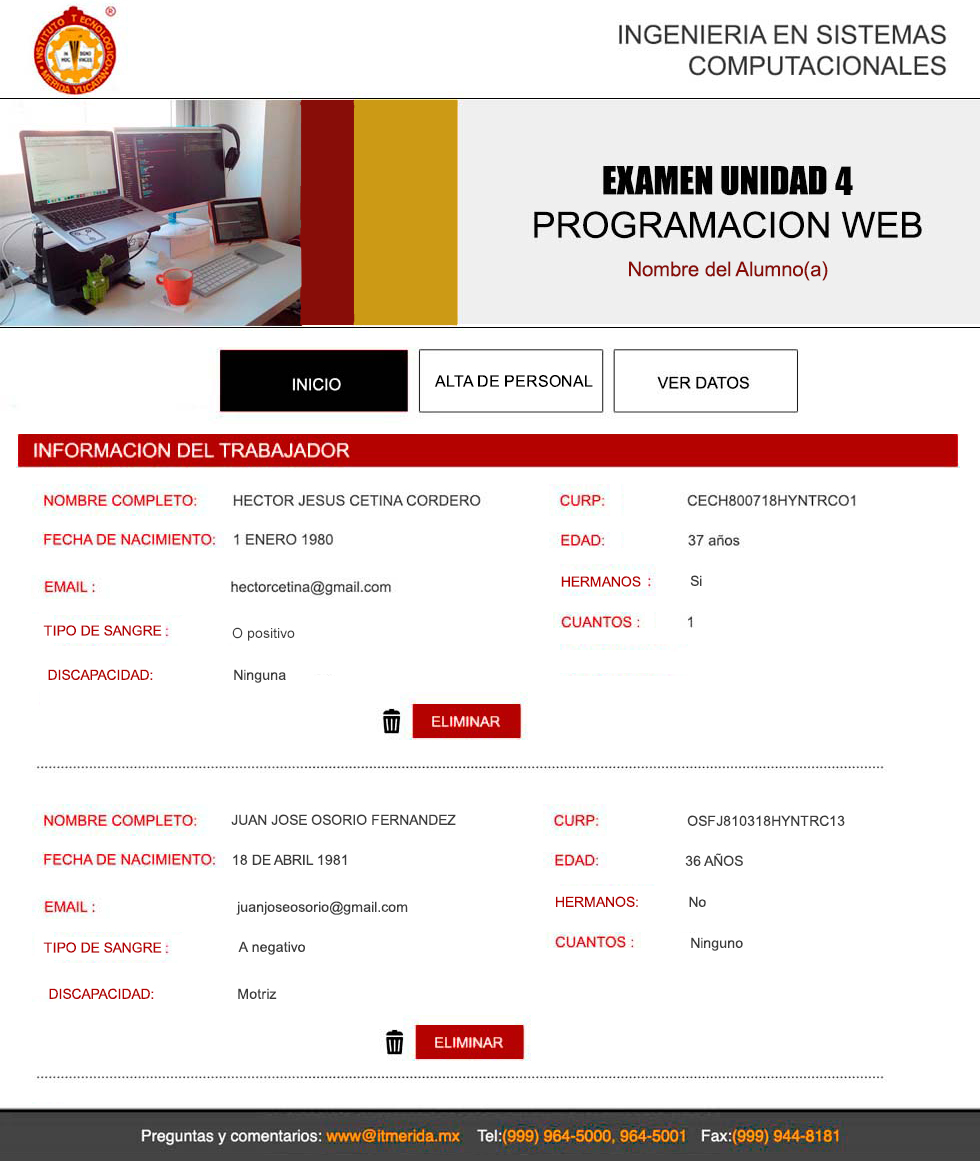 INSTITUTO TECNOLOGICO
MERIDA YUCATAN
®
INGENIERIA EN SISTEMAS
COMPUTACIONALES
EXAMEN UNIDAD 4
PROGRAMACION WEB
Nombre del Alumno(a)
INICIO ALTA DE PERSONAL VER DATOS
INFORMACION DEL TRABAJADOR
NOMBRE COMPLETO: HECTOR JESUS CETINA CORDERO CURP: CECH800718HYNTRCO1
FECHA DE NACIMIENTO: 1 ENERO 1980 EDAD: 37 años
EMAIL : hectorcetina@gmail.com HERMANOS : Si
TIPO DE SANGRE : O positivo CUANTOS : 1
DISCAPACIDAD: Ninguna
ELIMINAR
NOMBRE COMPLETO: JUAN JOSE OSORIO FERNANDEZ CURP: OSFJ810318HYNTRC13
FECHA DE NACIMIENTO: 18 DE ABRIL 1981 EDAD: 36 AÑOS
EMAIL : juanjoseosorio@gmail.com HERMANOS: No
TIPO DE SANGRE : A negativo CUANTOS : Ninguno
DISCAPACIDAD: Motriz
ELIMINAR
Preguntas y comentarios: www@itmerida.mx Tel:(999) 964-5000, 964-5001 Fax:(999) 944-8181